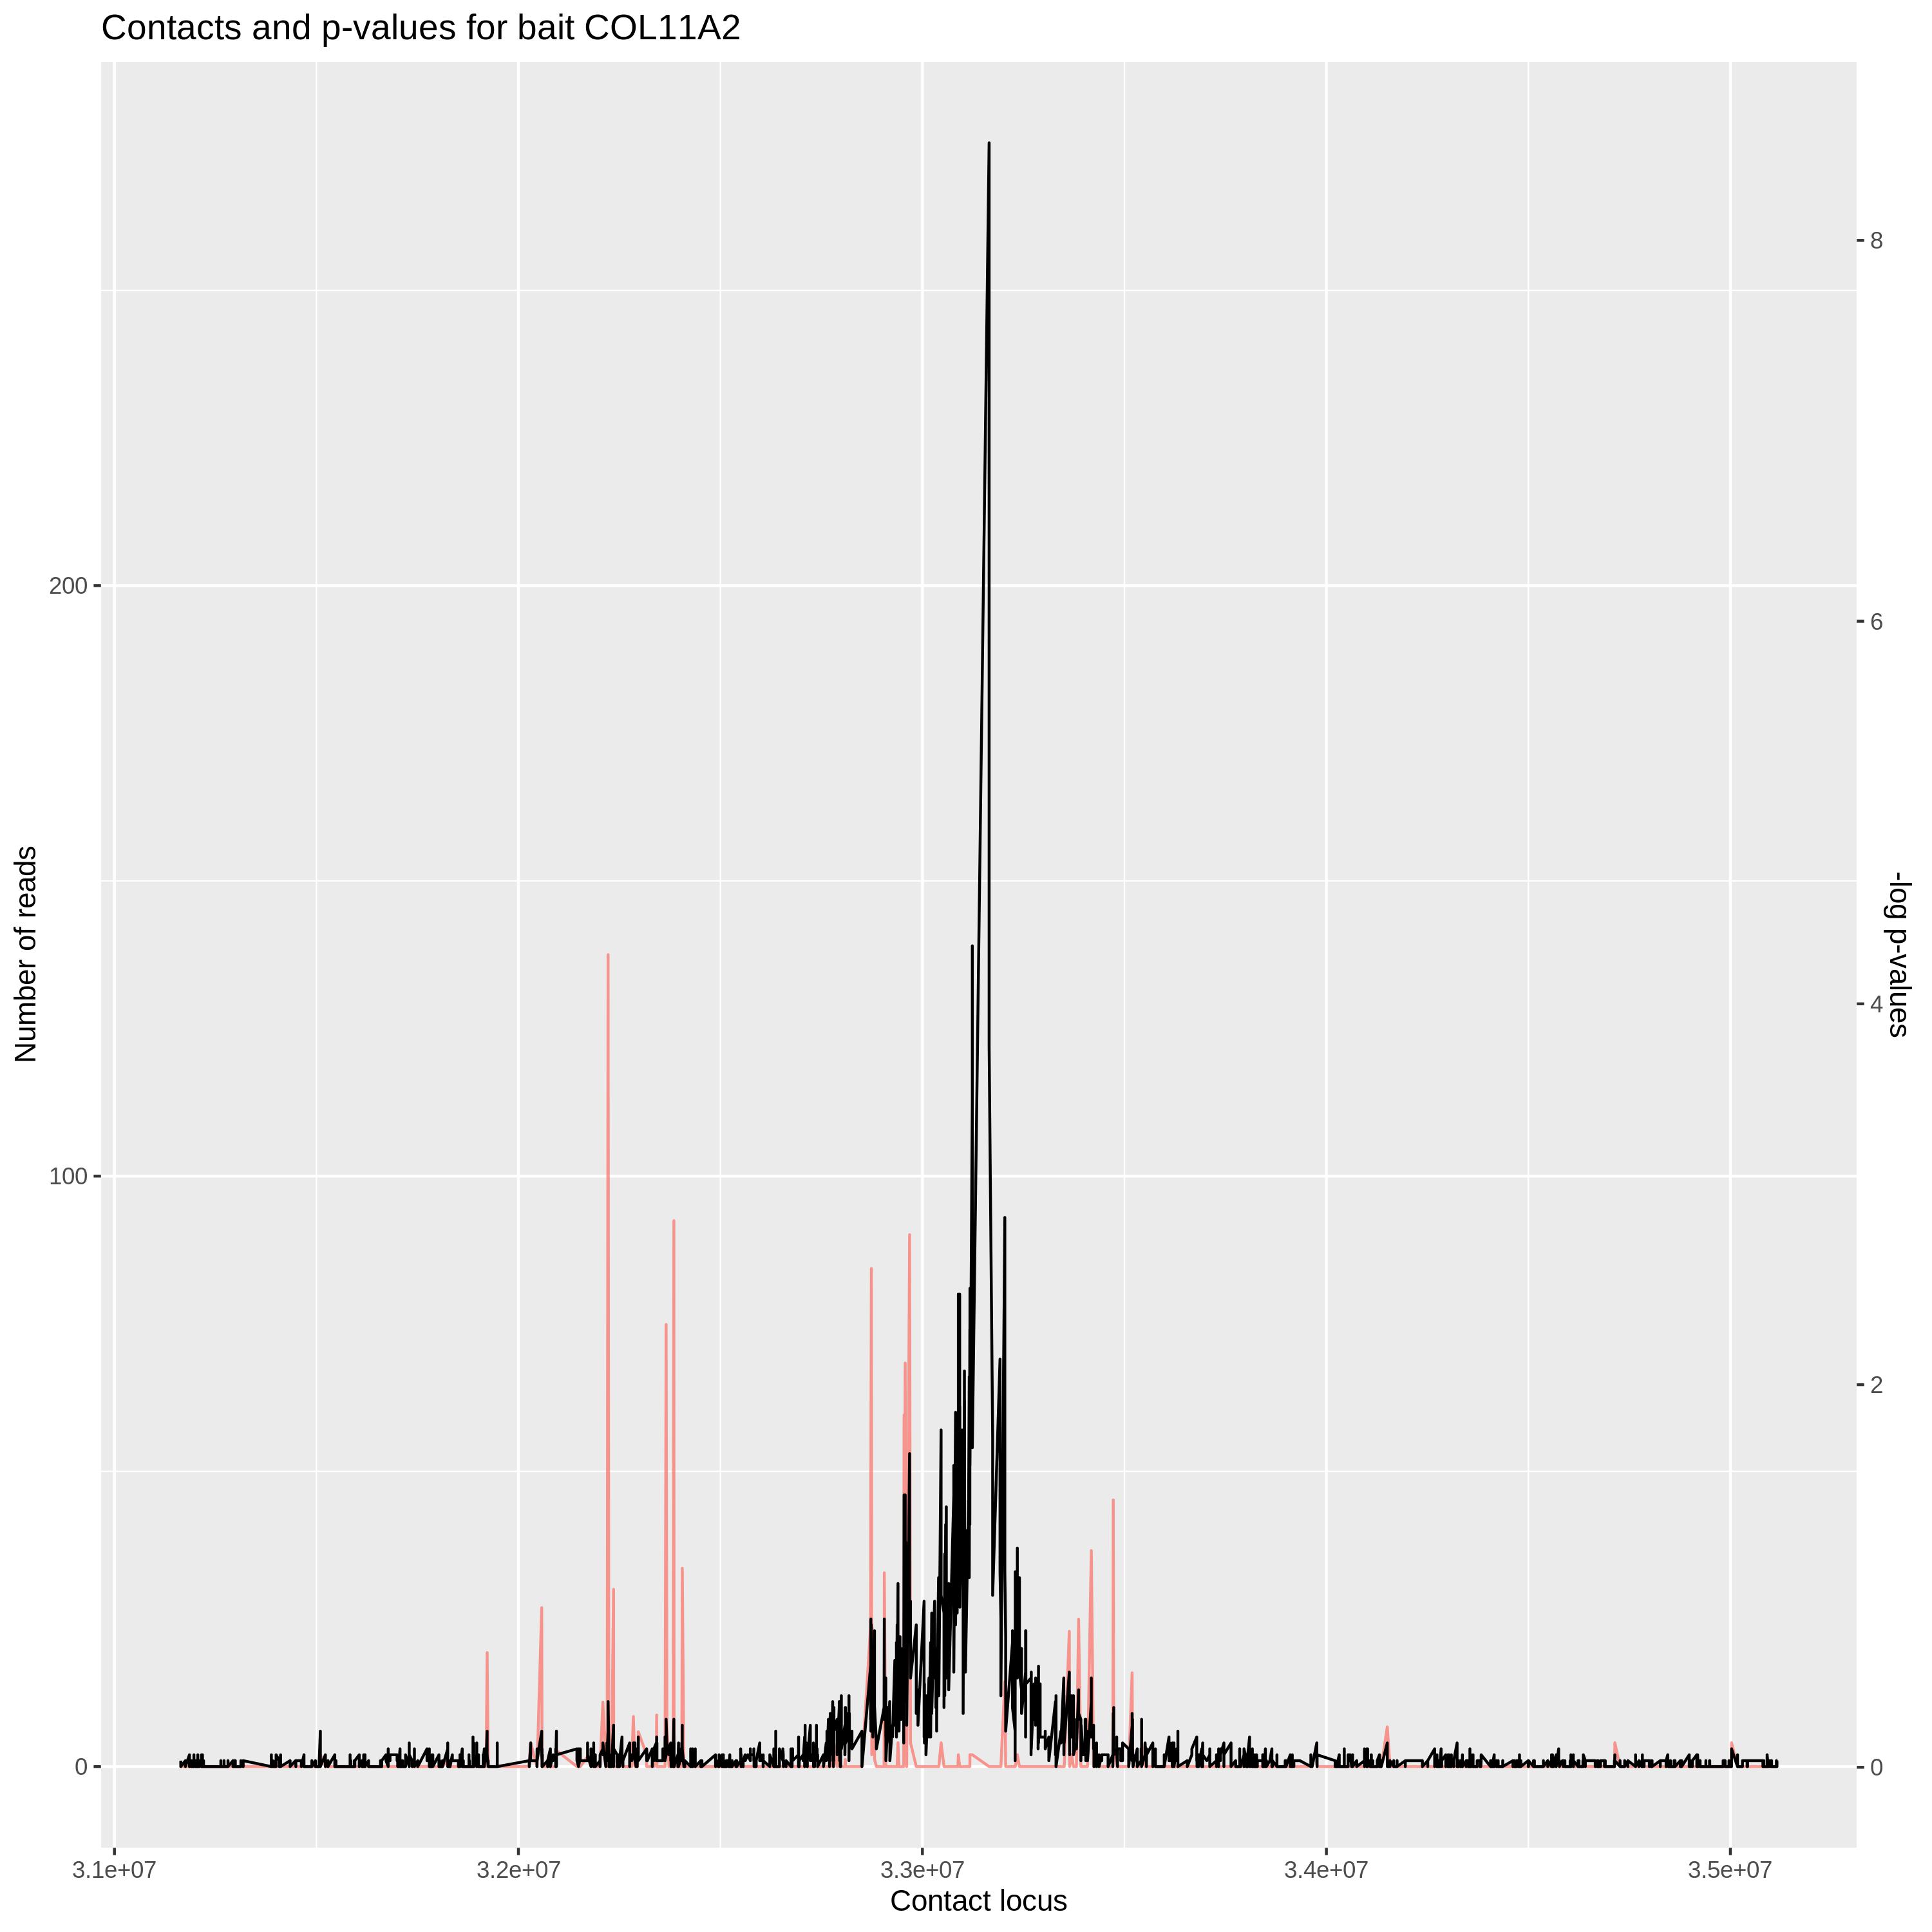 Contacts and p-values for bait COL11A2
Number of reads
200
100
0
8
6
4
2
0
-log p-values
3.1e+07
3.2e+07
3.3e+07
3.4e+07
3.5e+07
Contact locus